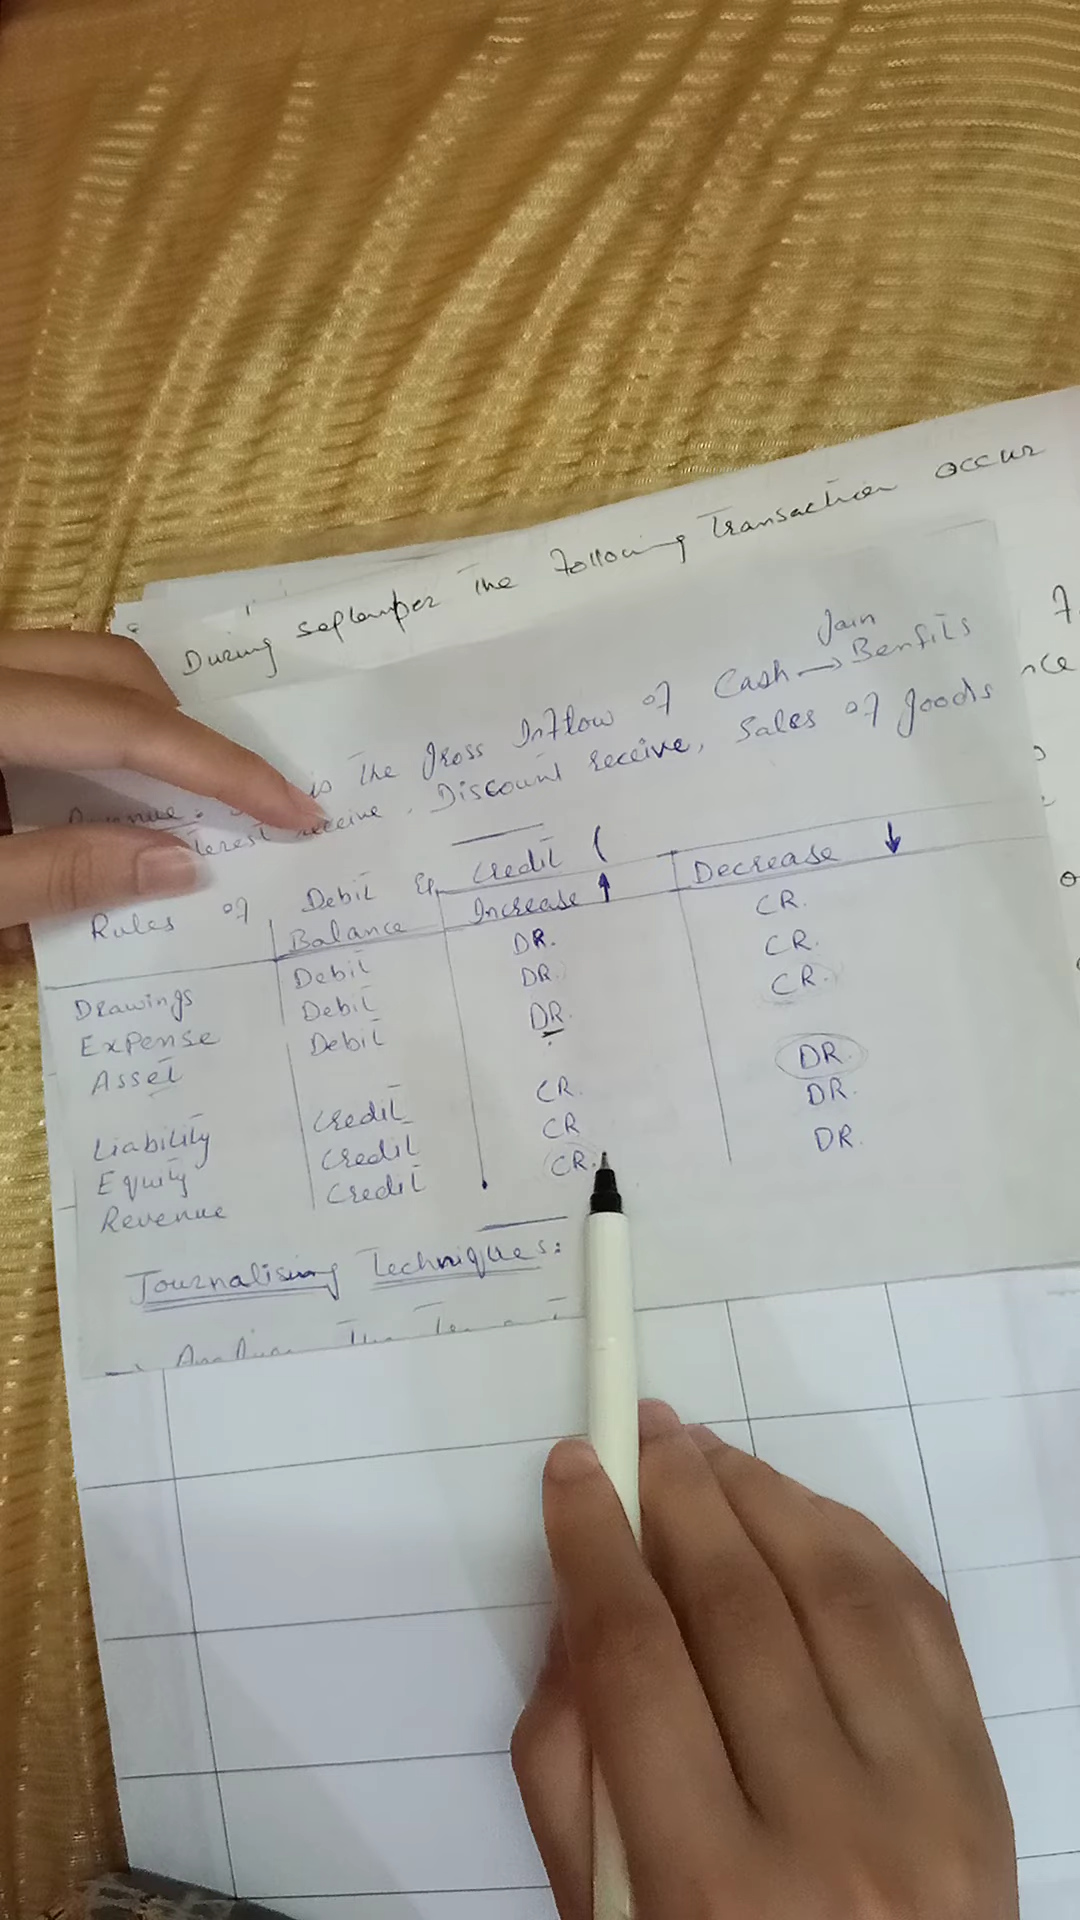 During september The Following Transaction occur
Jain
is The Gross Inflow of Cash → Benfits
receive, Discount receive, Sales of goods
Rules of Debit & Credit (
Balance Increase ↑ Decrease ↓
Drawings Debit DR. CR.
Expense Debit DR. CR.
Asset Debit DR. CR.
Liability Credit CR. DR.
Equity Credit CR DR.
Revenue Credit CR. DR.
Journalising Techniques: